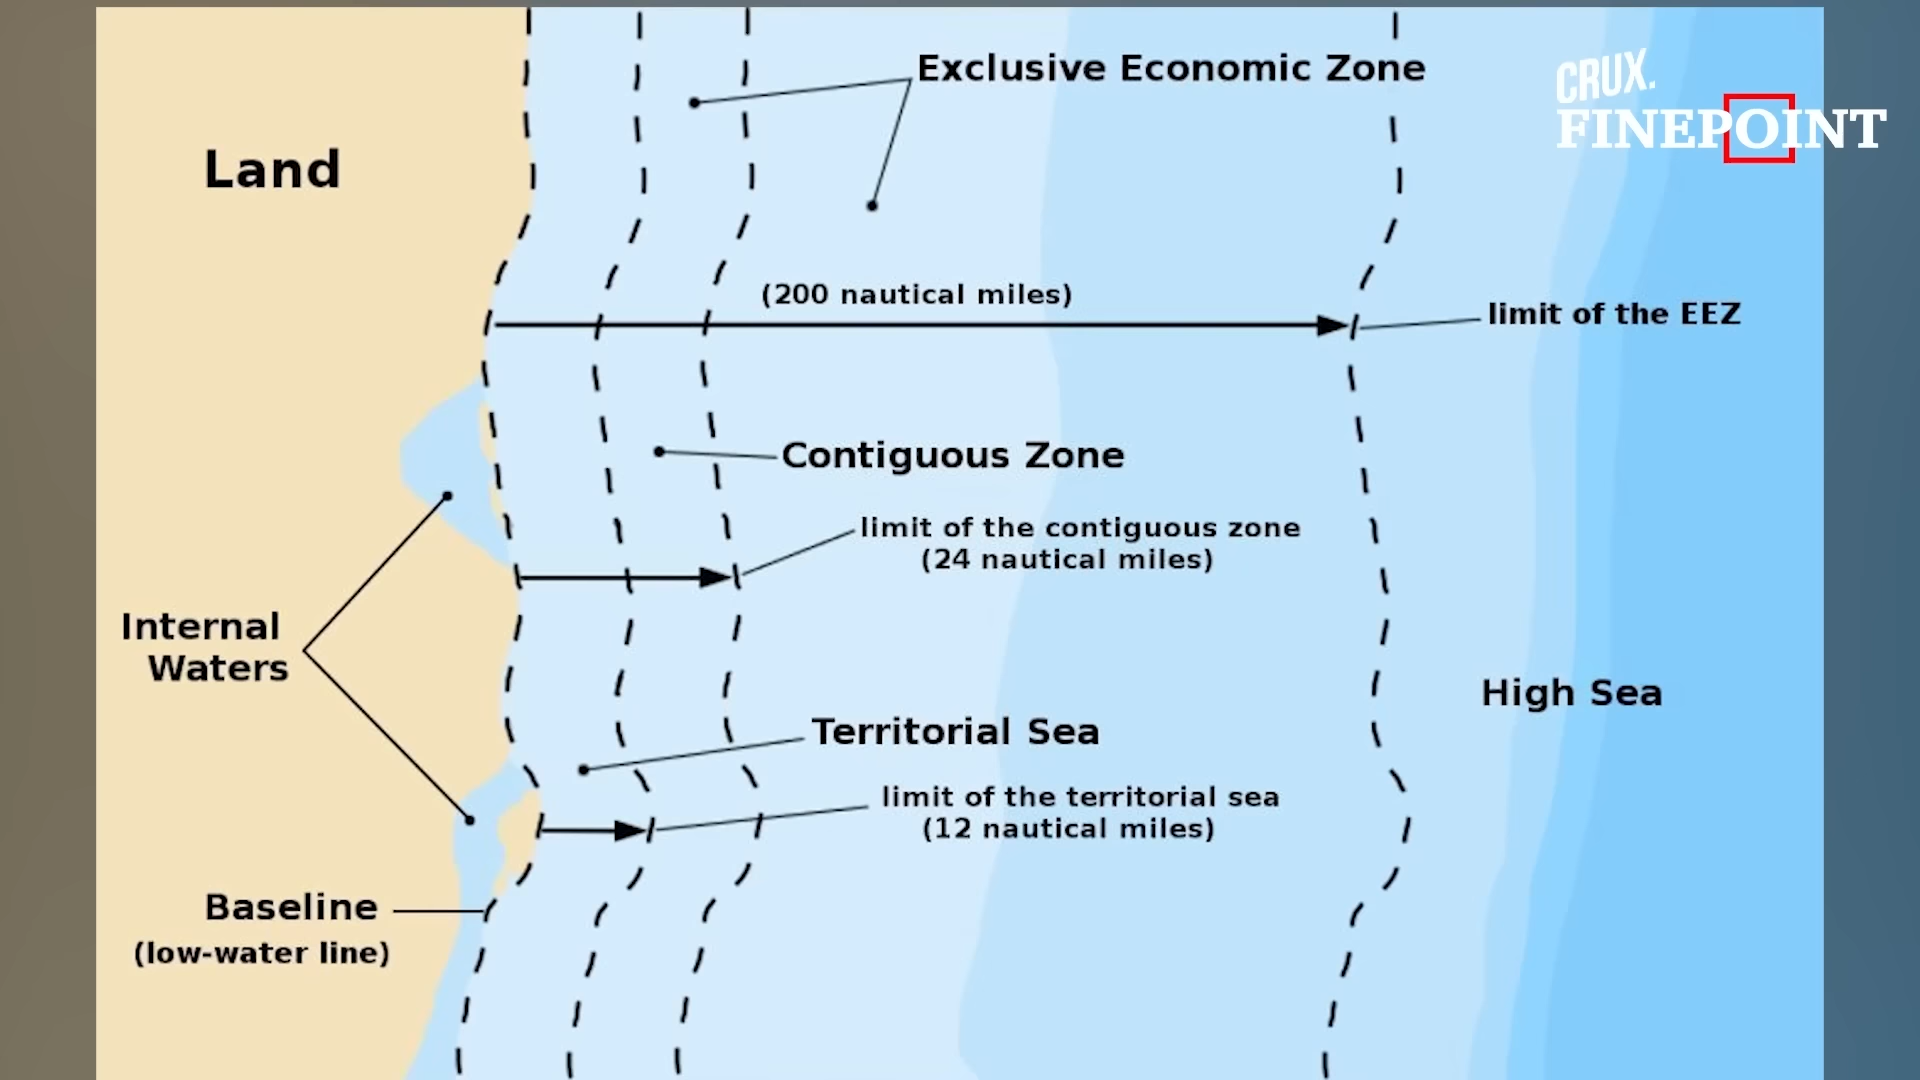 Exclusive Economic Zone
CRUX.
FINEPOINT
Land
(200 nautical miles)
limit of the EEZ
Contiguous Zone
limit of the contiguous zone
(24 nautical miles)
Internal
Waters
High Sea
Territorial Sea
limit of the territorial sea
(12 nautical miles)
Baseline
(low-water line)